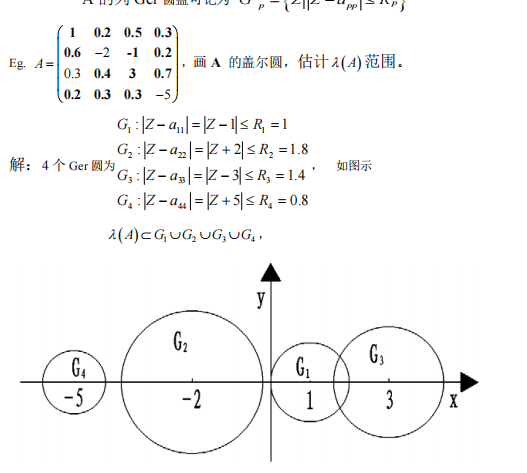 A 的为 Ger 圆盖可记为 G_p = {Z||Z − a_pp| ≤ R_p}
Eg. A = ( 1 0.2 0.5 0.3 ,画 A 的盖尔圆,估计 λ(A) 范围。
0.6 −2 -1 0.2
0.3 0.4 3 0.7
0.2 0.3 0.3 −5 )
G₁ : |Z − a₁₁| = |Z − 1| ≤ R₁ = 1
G₂ : |Z − a₂₂| = |Z + 2| ≤ R₂ = 1.8
解:4 个 Ger 圆为 , 如图示
G₃ : |Z − a₃₃| = |Z − 3| ≤ R₃ = 1.4
G₄ : |Z − a₄₄| = |Z + 5| ≤ R₄ = 0.8
λ(A) ⊂ G₁ ∪ G₂ ∪ G₃ ∪ G₄ ,
y
G₂
G₃
G₄
G₁
-5 -2 1 3 x